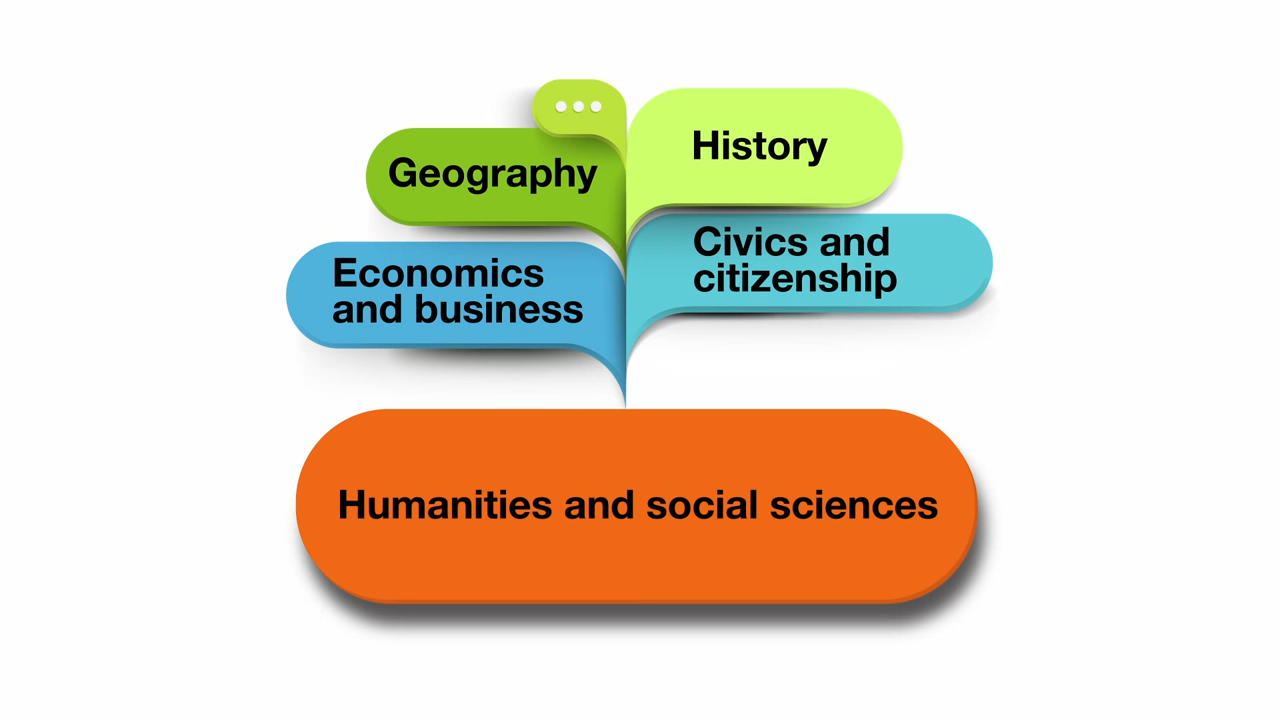 History
Geography
Civics and
citizenship
Economics
and business
Humanities and social sciences